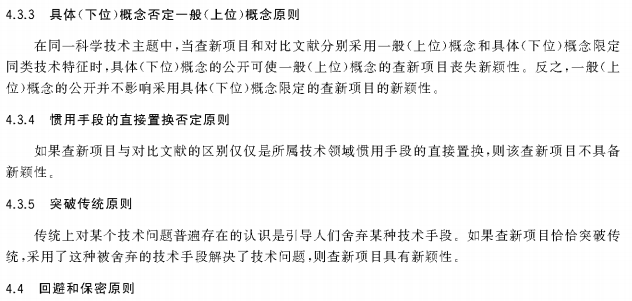 4.3.3 具体(下位)概念否定一般(上位)概念原则
在同一科学技术主题中,当查新项目和对比文献分别采用一般(上位)概念和具体(下位)概念限定
同类技术特征时,具体(下位)概念的公开可使一般(上位)概念的查新项目丧失新颖性。反之,一般(上
位)概念的公开并不影响采用具体(下位)概念限定的查新项目的新颖性。
4.3.4 惯用手段的直接置换否定原则
如果查新项目与对比文献的区别仅仅是所属技术领域惯用手段的直接置换,则该查新项目不具备
新颖性。
4.3.5 突破传统原则
传统上对某个技术问题普遍存在的认识是引导人们舍弃某种技术手段。如果查新项目恰恰突破传
统,采用了这种被舍弃的技术手段解决了技术问题,则查新项目具有新颖性。
4.4 回避和保密原则